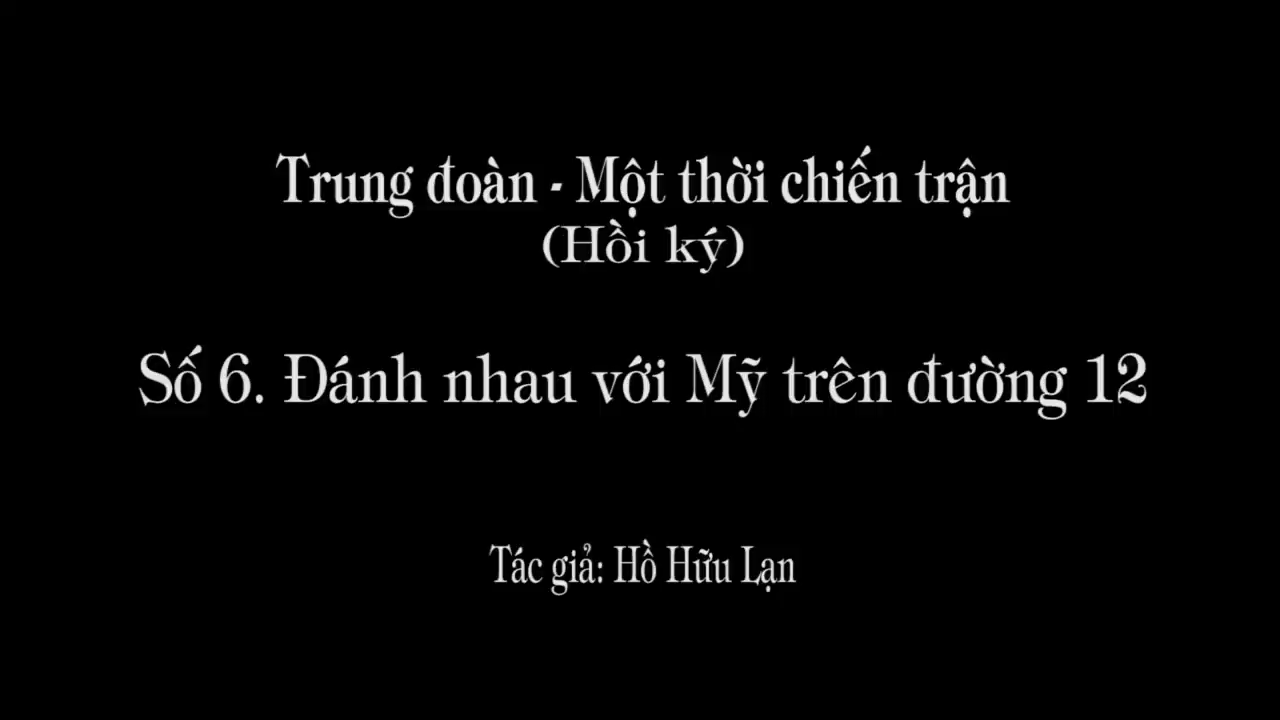 Trung đoàn - Một thời chiến trận
(Hồi ký)
Số 6. Đánh nhau với Mỹ trên đường 12
Tác giả: Hồ Hữu Lạn